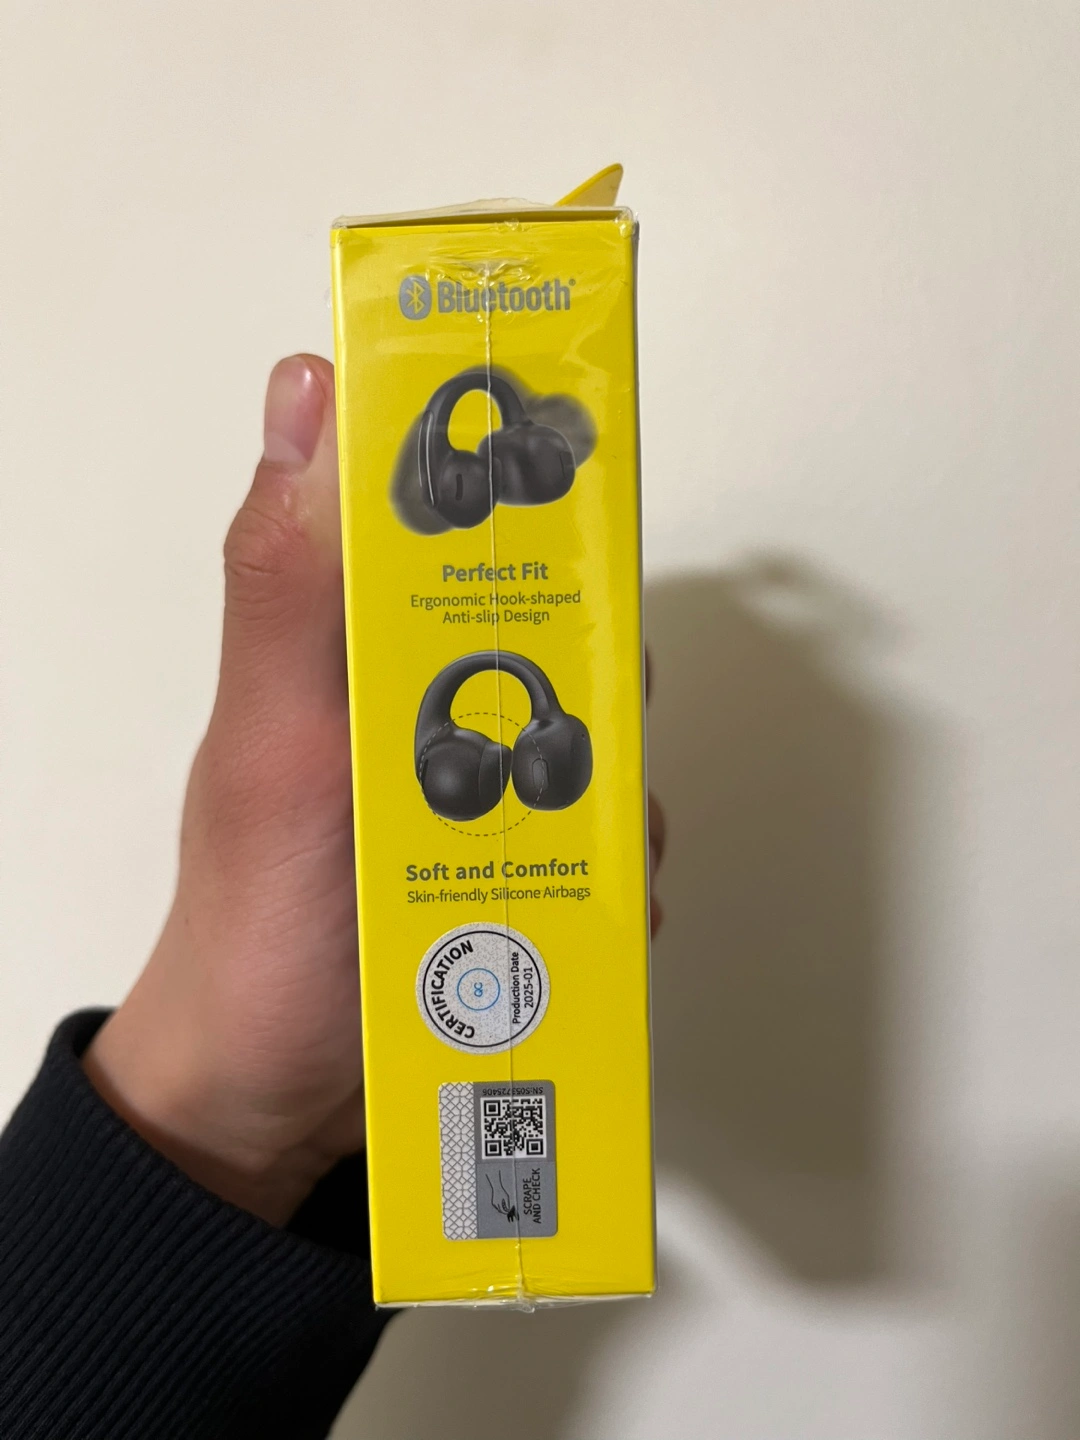 Bluetooth®
Perfect Fit
Ergonomic Hook-shaped
Anti-slip Design
Soft and Comfort
Skin-friendly Silicone Airbags
CERTIFICATION
QC
Production Date
2025-01
SCRAPE
AND CHECK